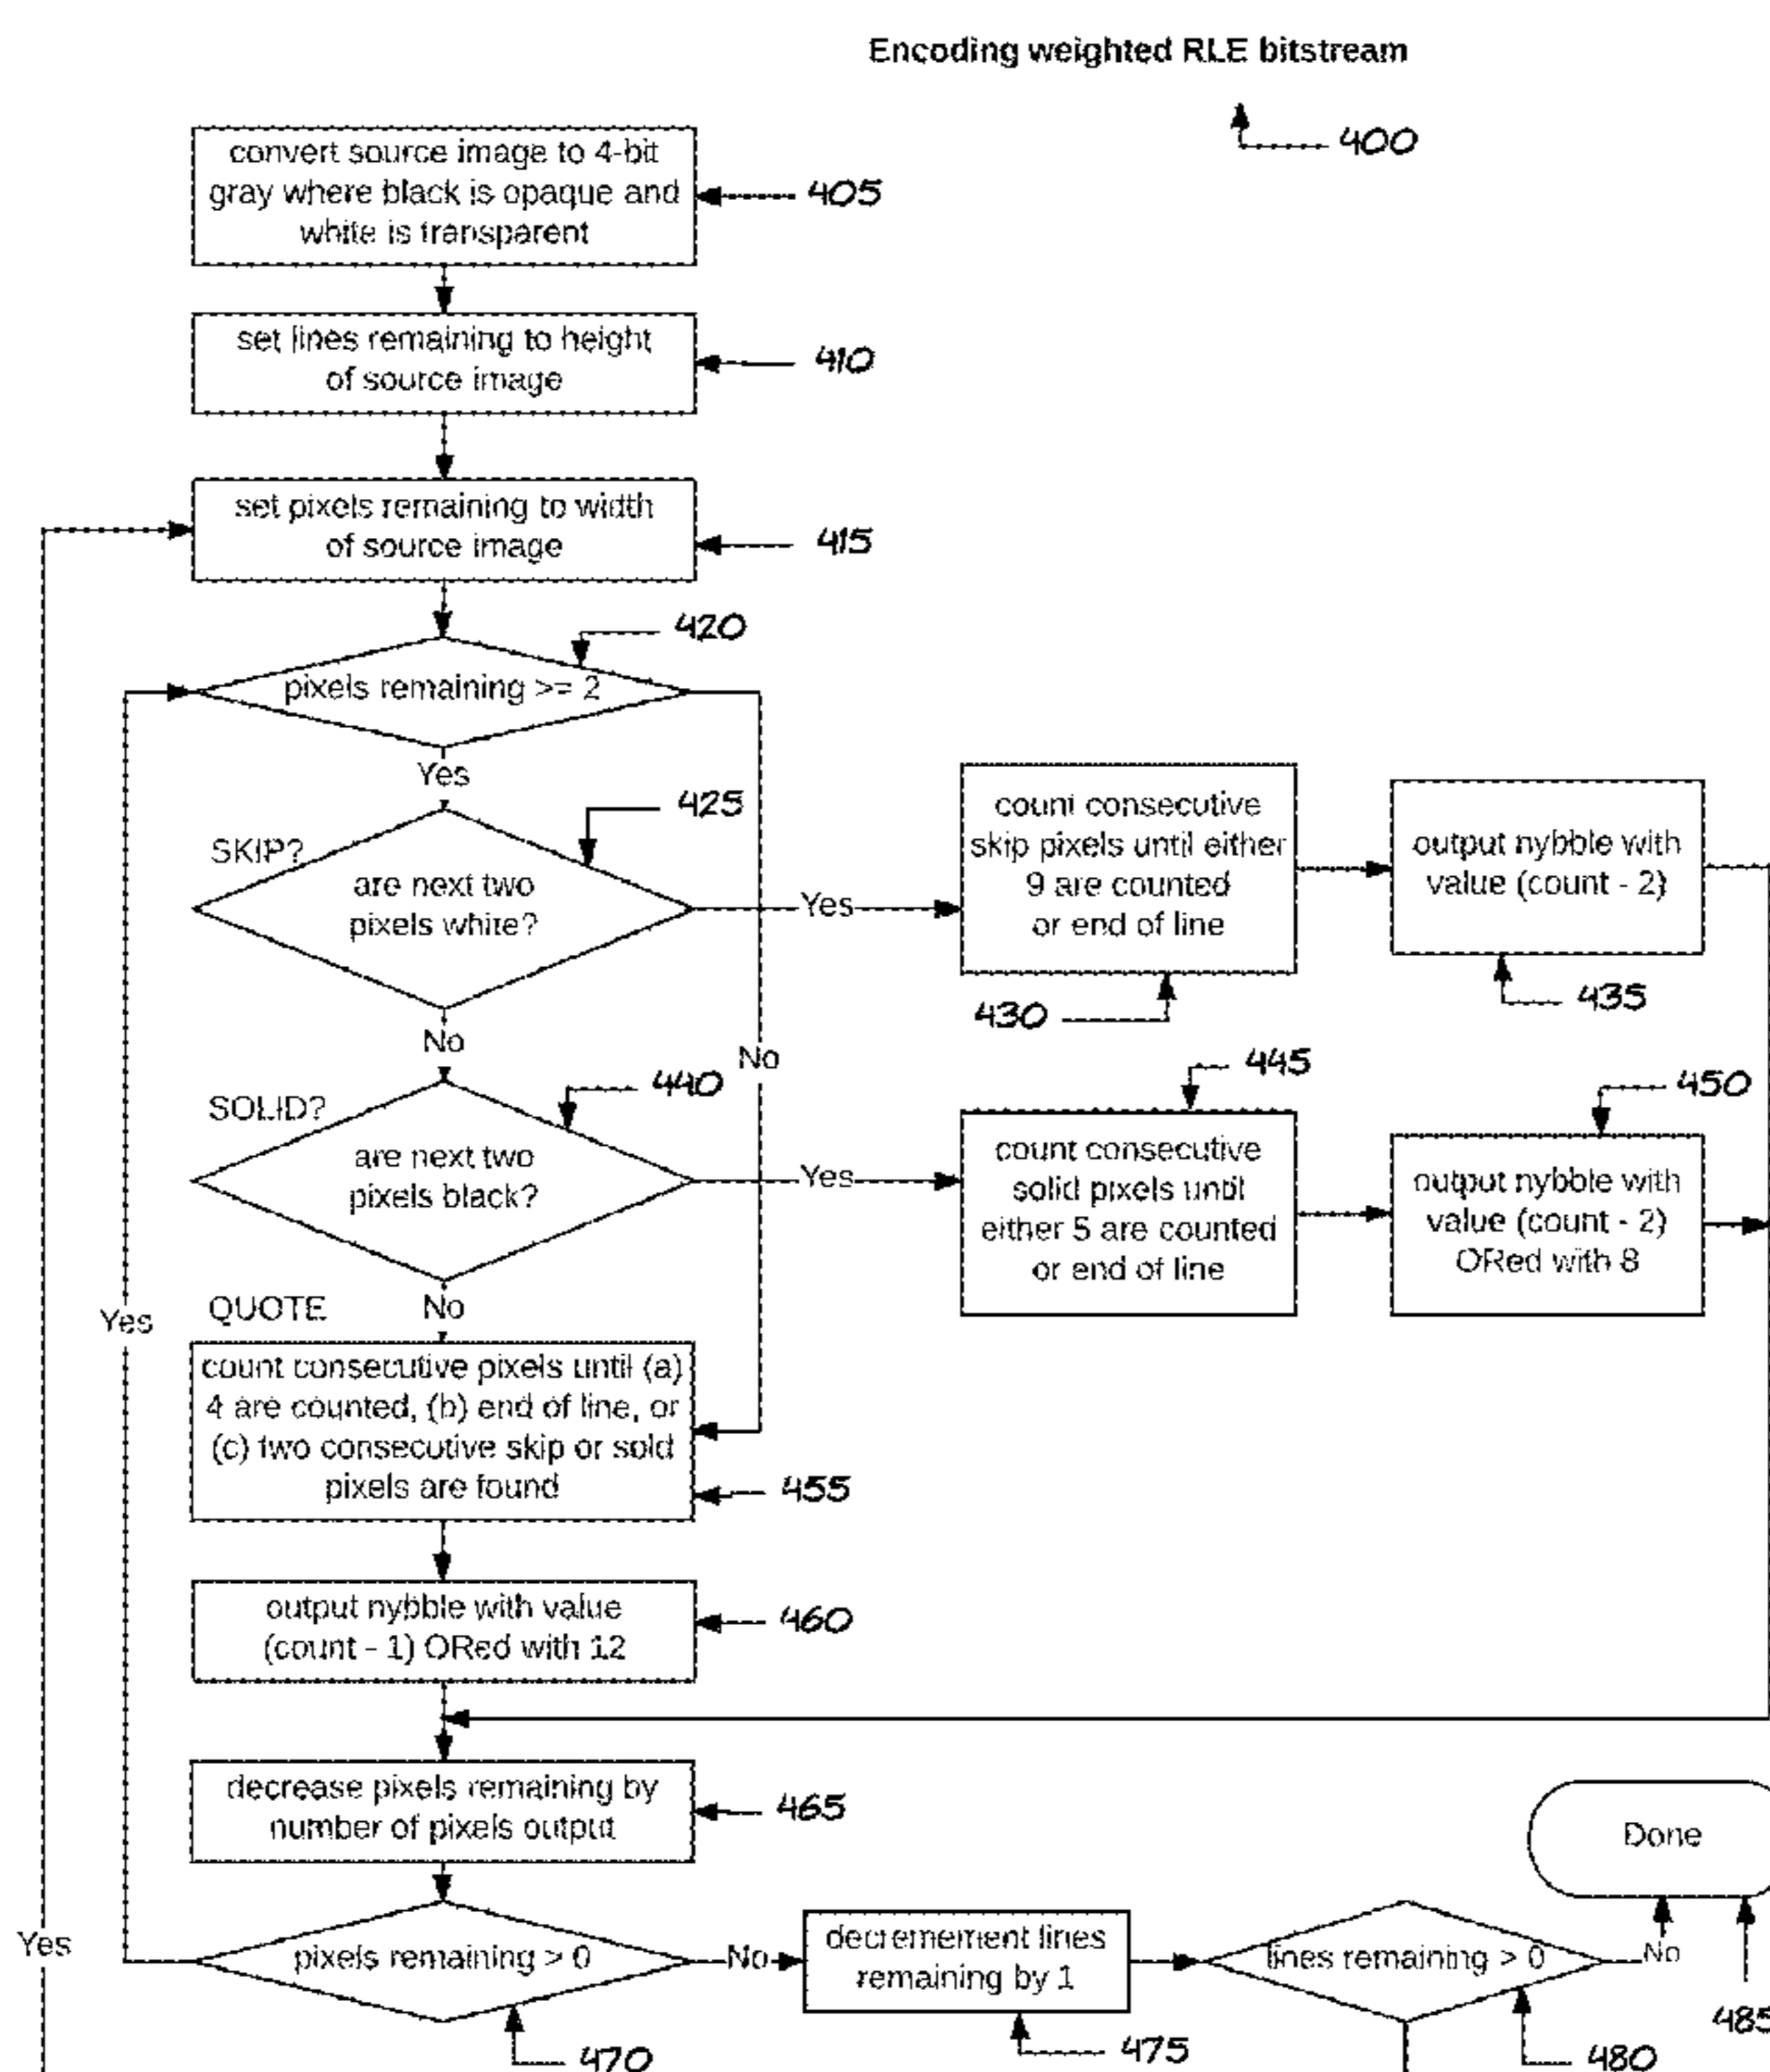 Encoding weighted RLE bitstream
400
convert source image to 4-bit
gray where black is opaque and
white is transparent
405
set lines remaining to height
of source image
410
set pixels remaining to width
of source image
415
420
pixels remaining >= 2
Yes
425
SKIP?
are next two
pixels white?
Yes
count consecutive
skip pixels until either
9 are counted
or end of line
430
output nybble with
value (count - 2)
435
No
No
440
SOLID?
are next two
pixels black?
Yes
445
count consecutive
solid pixels until
either 5 are counted
or end of line
450
output nybble with
value (count - 2)
ORed with 8
Yes
QUOTE
No
count consecutive pixels until (a)
4 are counted, (b) end of line, or
(c) two consecutive skip or sold
pixels are found
455
output nybble with value
(count - 1) ORed with 12
460
decrease pixels remaining by
number of pixels output
465
Done
Yes
pixels remaining > 0
No
decremement lines
remaining by 1
lines remaining > 0
No
485
470
475
480